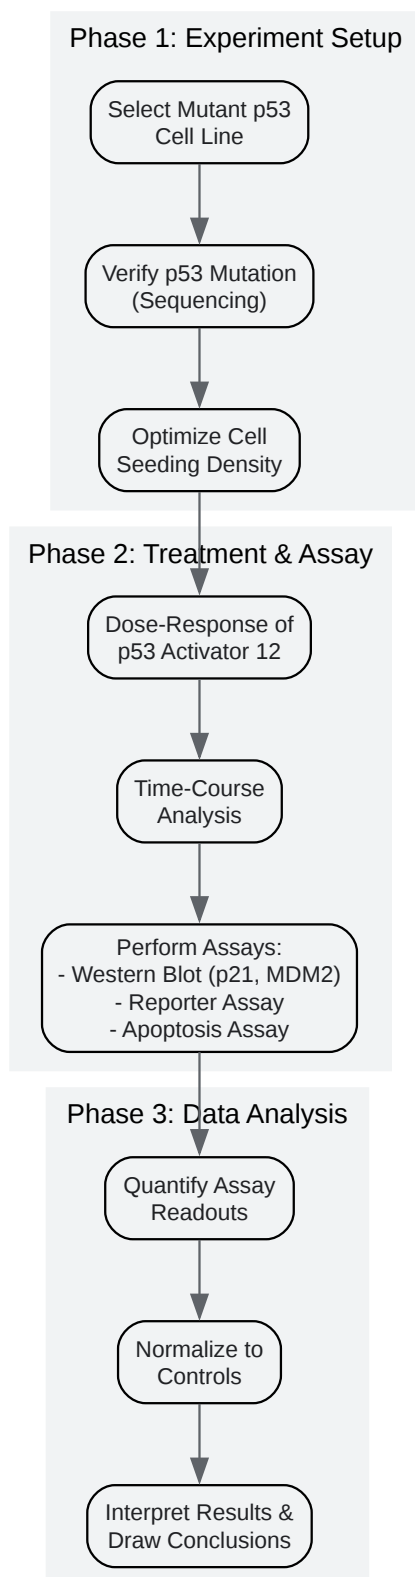 Phase 1: Experiment Setup
Select Mutant p53
Cell Line
Verify p53 Mutation
(Sequencing)
Optimize Cell
Seeding Density
Phase 2: Treatment & Assay
Dose-Response of
p53 Activator 12
Time-Course
Analysis
Perform Assays:
- Western Blot (p21, MDM2)
- Reporter Assay
- Apoptosis Assay
Phase 3: Data Analysis
Quantify Assay
Readouts
Normalize to
Controls
Interpret Results &
Draw Conclusions